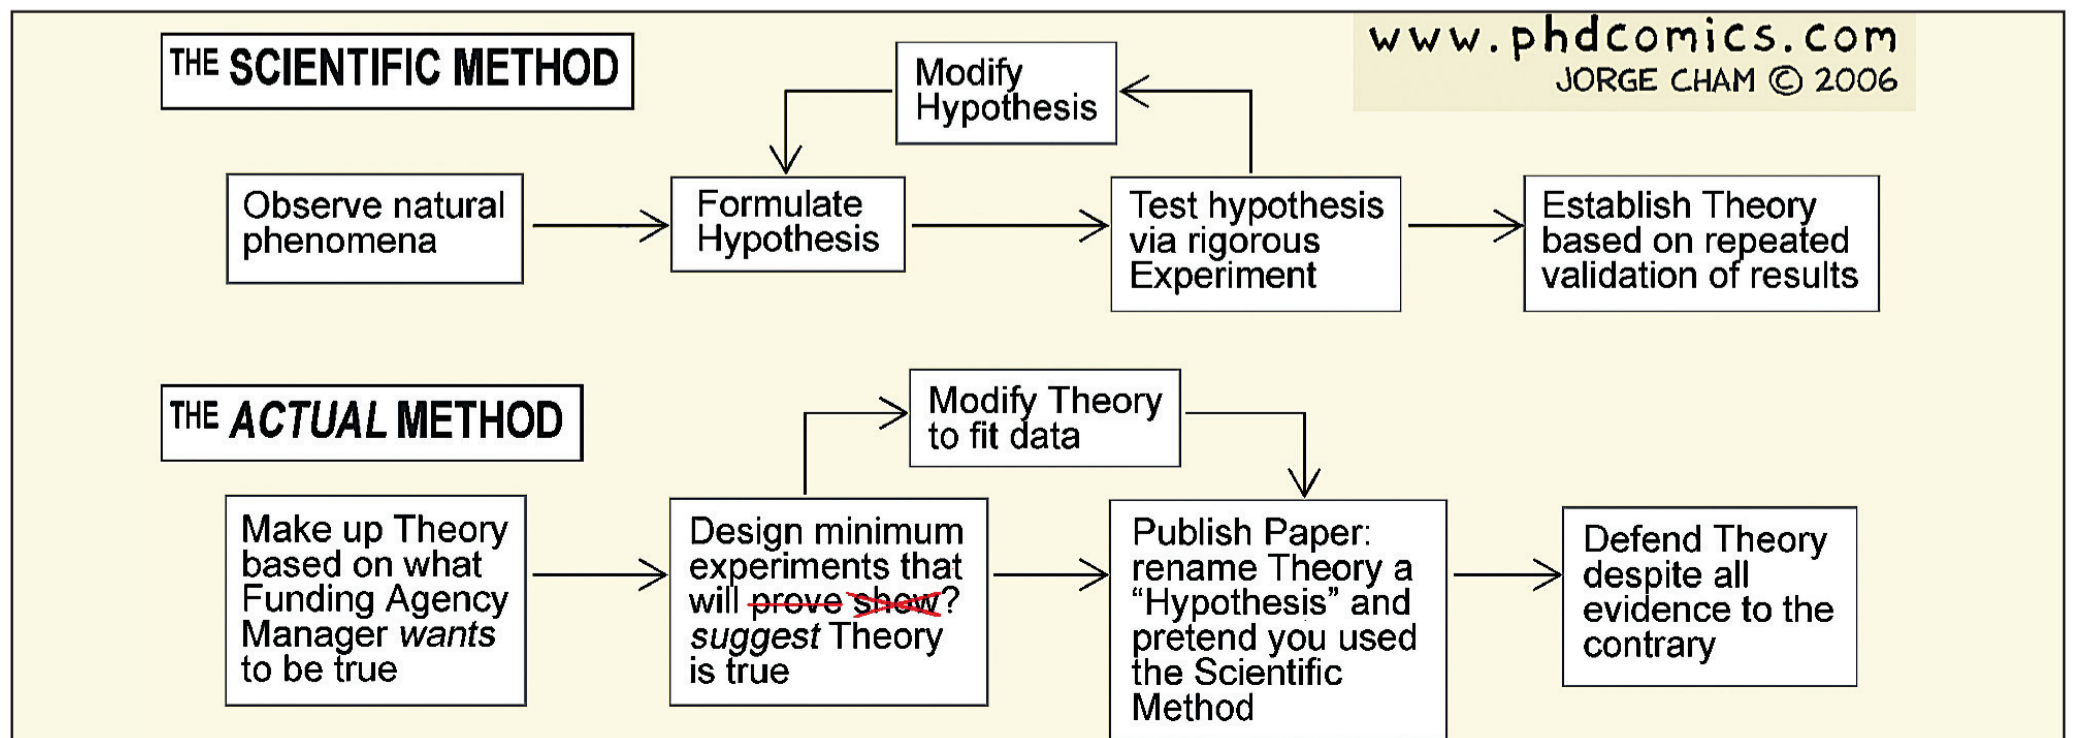 www.phdcomics.com
JORGE CHAM © 2006
THE SCIENTIFIC METHOD
Modify
Hypothesis
Observe natural
phenomena
Formulate
Hypothesis
Test hypothesis
via rigorous
Experiment
Establish Theory
based on repeated
validation of results
THE ACTUAL METHOD
Modify Theory
to fit data
Make up Theory
based on what
Funding Agency
Manager wants
to be true
Design minimum
experiments that
will prove show?
suggest Theory
is true
Publish Paper:
rename Theory a
“Hypothesis” and
pretend you used
the Scientific
Method
Defend Theory
despite all
evidence to the
contrary